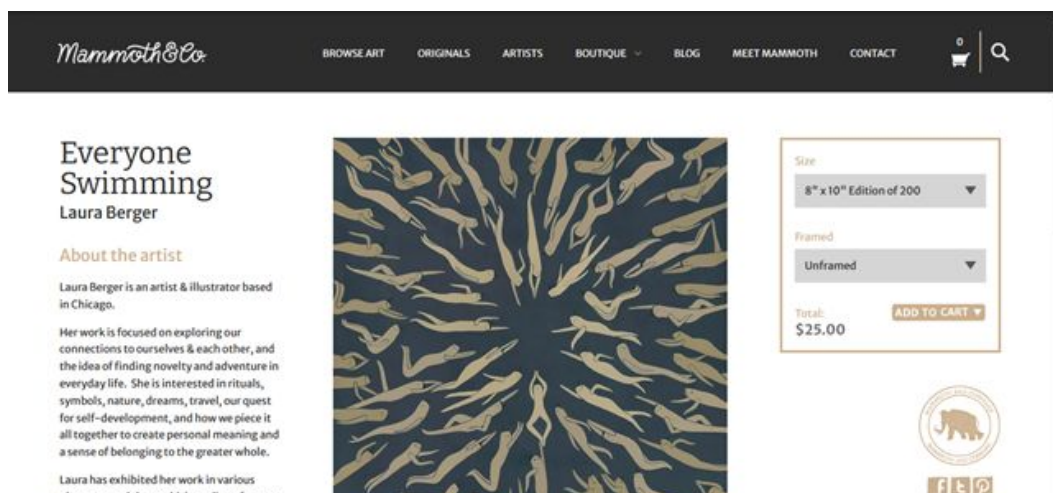 Mammoth&Co.
BROWSE ART ORIGINALS ARTISTS BOUTIQUE BLOG MEET MAMMOTH CONTACT 0
Everyone
Swimming
Laura Berger
About the artist
Laura Berger is an artist & illustrator based
in Chicago.
Her work is focused on exploring our
connections to ourselves & each other, and
the idea of finding novelty and adventure in
everyday life. She is interested in rituals,
symbols, nature, dreams, travel, our quest
for self-development, and how we piece it
all together to create personal meaning and
a sense of belonging to the greater whole.
Laura has exhibited her work in various
Size
8" x 10" Edition of 200
Framed
Unframed
Total:
$25.00
ADD TO CART